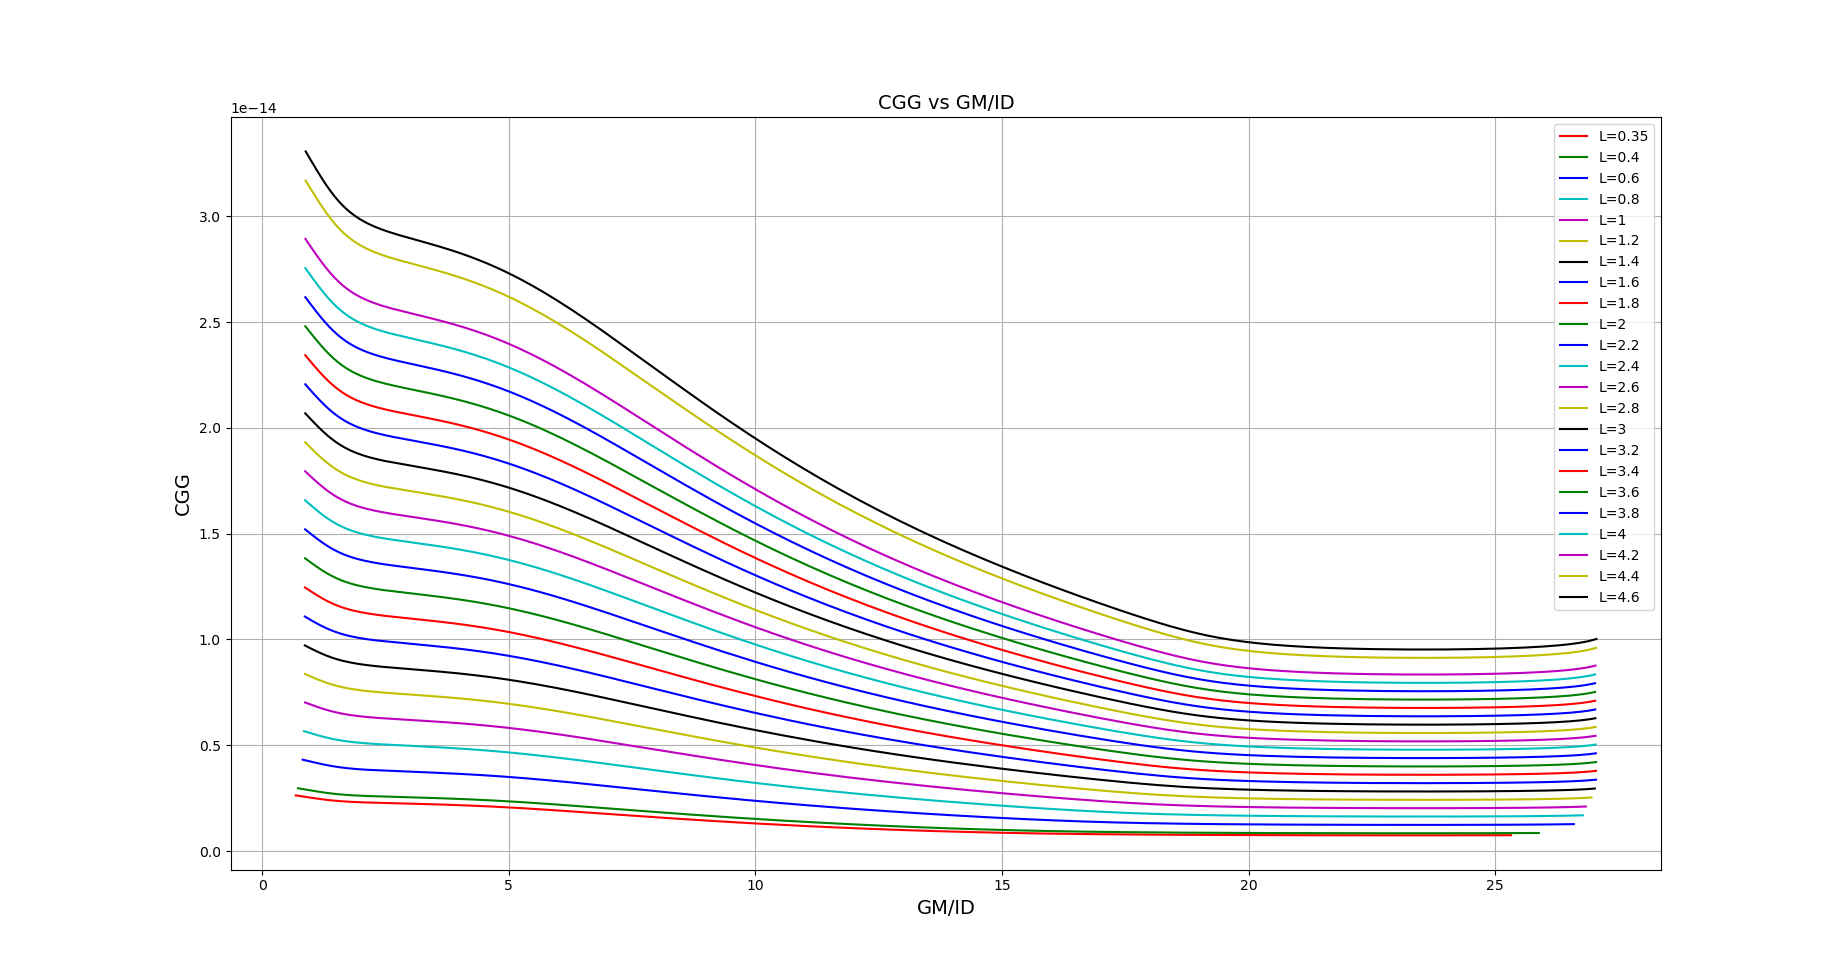 CGG vs GM/ID
1e−14
3.0
2.5
2.0
1.5
1.0
0.5
0.0
CGG
0 5 10 15 20 25
GM/ID
L=0.35
L=0.4
L=0.6
L=0.8
L=1
L=1.2
L=1.4
L=1.6
L=1.8
L=2
L=2.2
L=2.4
L=2.6
L=2.8
L=3
L=3.2
L=3.4
L=3.6
L=3.8
L=4
L=4.2
L=4.4
L=4.6